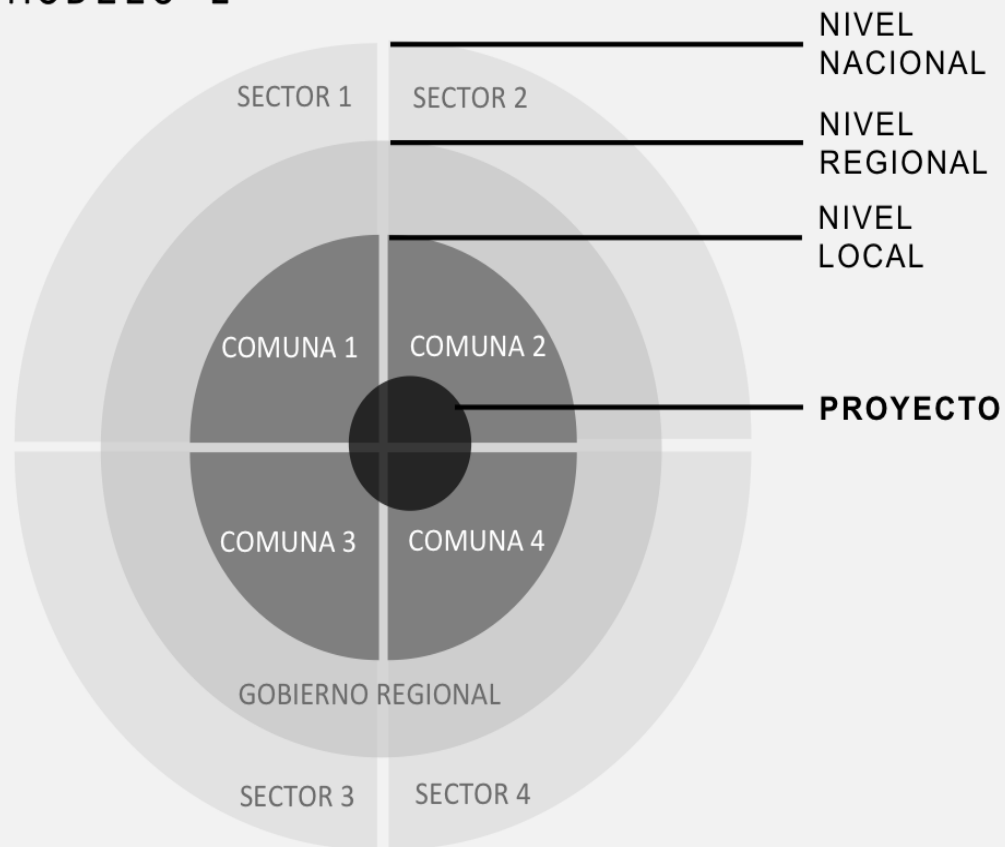 NIVEL
NACIONAL
SECTOR 1
SECTOR 2
NIVEL
REGIONAL
NIVEL
LOCAL
COMUNA 1
COMUNA 2
PROYECTO
COMUNA 3
COMUNA 4
GOBIERNO REGIONAL
SECTOR 3
SECTOR 4